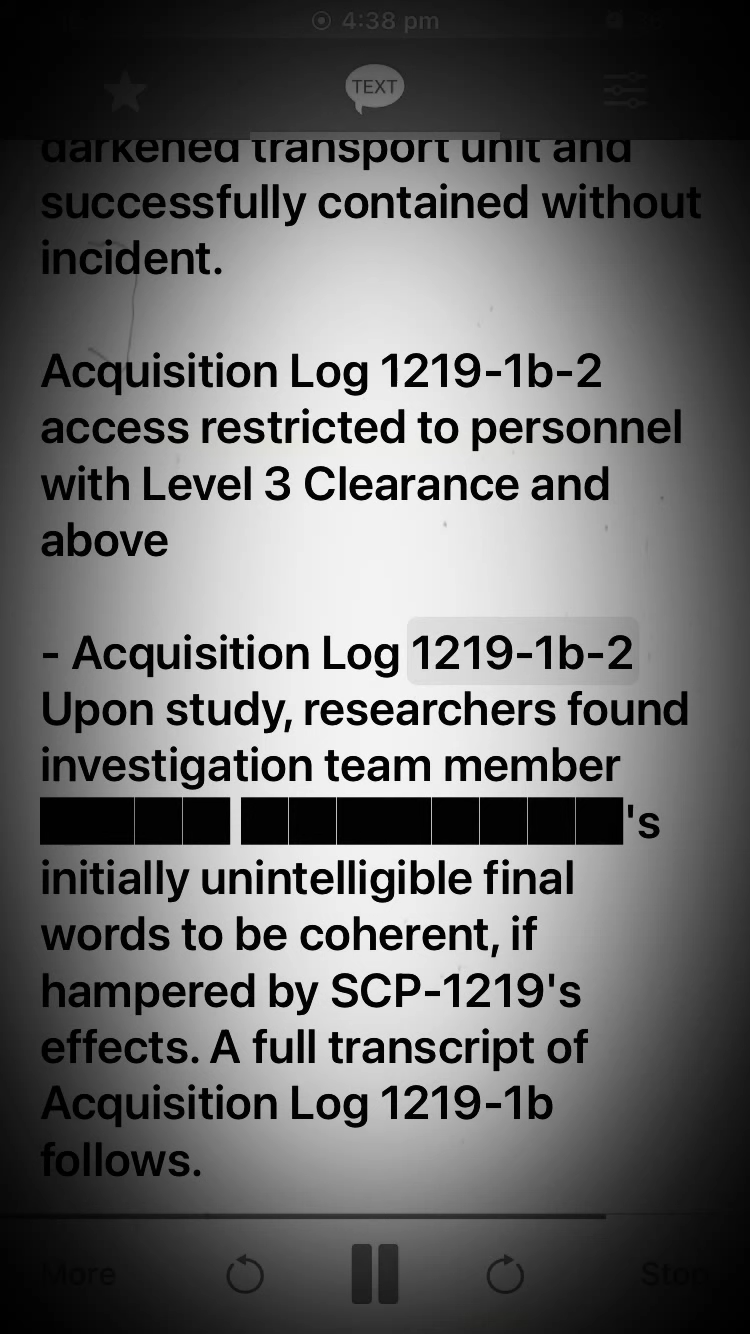 4:38 pm
TEXT
darkened transport unit and
successfully contained without
incident.
Acquisition Log 1219-1b-2
access restricted to personnel
with Level 3 Clearance and
above
- Acquisition Log 1219-1b-2
Upon study, researchers found
investigation team member
█████ ████████'s
initially unintelligible final
words to be coherent, if
hampered by SCP-1219's
effects. A full transcript of
Acquisition Log 1219-1b
follows.
More
Stop